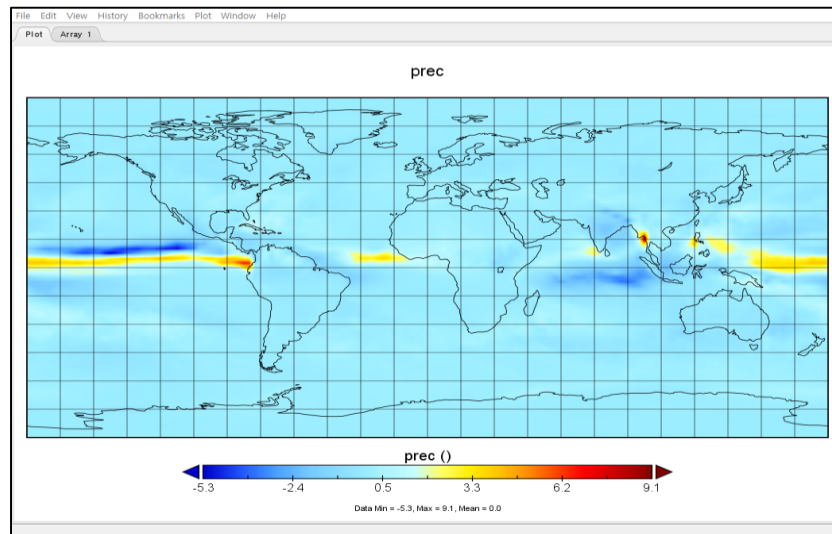 File Edit View History Bookmarks Plot Window Help
Plot Array 1
prec
prec ()
-5.3 -2.4 0.5 3.3 6.2 9.1
Data Min = -5.3, Max = 9.1, Mean = 0.0